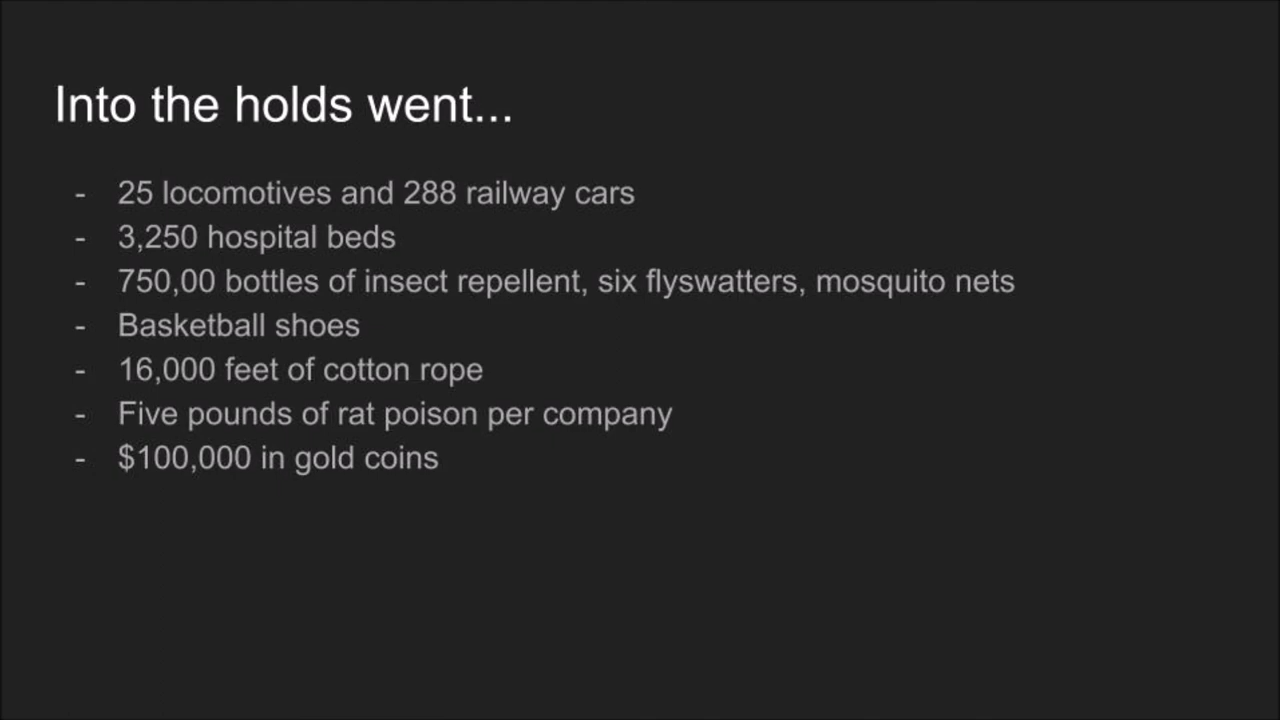 Into the holds went...
- 25 locomotives and 288 railway cars
- 3,250 hospital beds
- 750,00 bottles of insect repellent, six flyswatters, mosquito nets
- Basketball shoes
- 16,000 feet of cotton rope
- Five pounds of rat poison per company
- $100,000 in gold coins